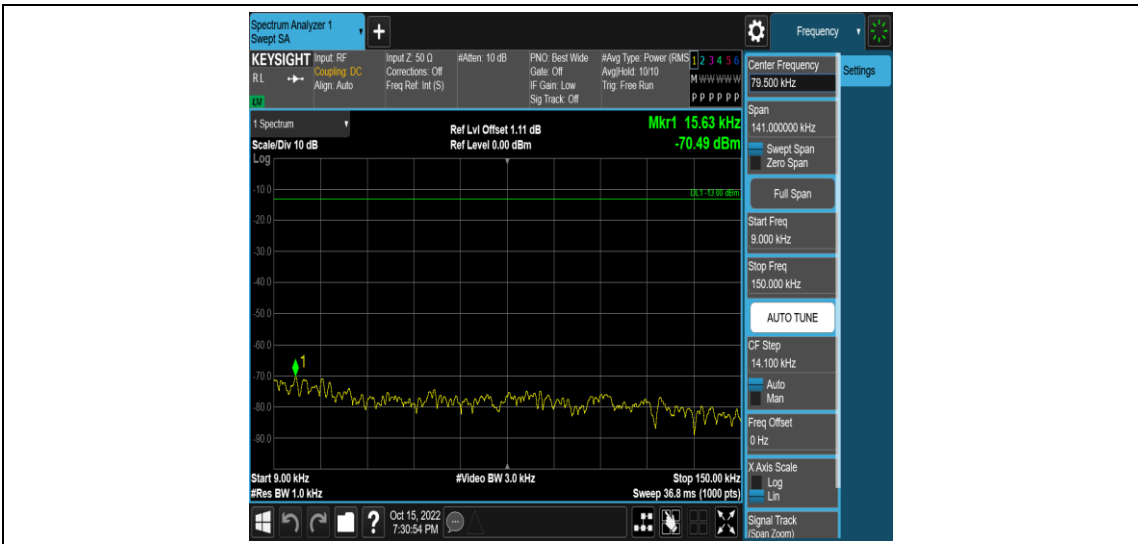 Spectrum Analyzer 1
Swept SA
+
Frequency
KEYSIGHT
RL
LXI
Input: RF
Coupling: DC
Align: Auto
Input Z: 50 Ω
Corrections: Off
Freq Ref: Int (S)
#Atten: 10 dB
PNO: Best Wide
Gate: Off
IF Gain: Low
Sig Track: Off
#Avg Type: Power (RMS
Avg|Hold: 10/10
Trig: Free Run
1 2 3 4 5 6
M W W W W W
P P P P P P
Center Frequency
79.500 kHz
Settings
Span
141.000000 kHz
Swept Span
Zero Span
Full Span
Start Freq
9.000 kHz
Stop Freq
150.000 kHz
AUTO TUNE
CF Step
14.100 kHz
Auto
Man
Freq Offset
0 Hz
X Axis Scale
Log
Lin
Signal Track
(Span Zoom)
1 Spectrum
Scale/Div 10 dB
Log
Ref Lvl Offset 1.11 dB
Ref Level 0.00 dBm
Mkr1 15.63 kHz
-70.49 dBm
DL1 -13.00 dBm
-10.0
-20.0
-30.0
-40.0
-50.0
-60.0
-70.0
-80.0
-90.0
1
Start 9.00 kHz
#Res BW 1.0 kHz
#Video BW 3.0 kHz
Stop 150.00 kHz
Sweep 36.8 ms (1000 pts)
?
Oct 15, 2022
7:30:54 PM